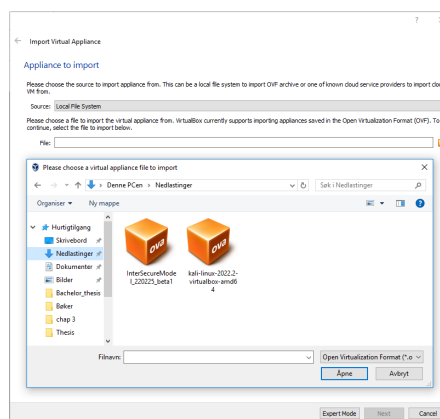 ?
Import Virtual Appliance
Appliance to import
Please choose the source to import appliance from. This can be a local file system to import OVF archive or one of known cloud service providers to import clou
VM from.
Source: Local File System
Please choose a file to import the virtual appliance from. VirtualBox currently supports importing appliances saved in the Open Virtualization Format (OVF). To
continue, select the file to import below.
File:
Please choose a virtual appliance file to import
Denne PCen › Nedlastinger
Søk i Nedlastinger
Organiser
Ny mappe
Hurtigtilgang
Skrivebord
Nedlastinger
Dokumenter
Bilder
Bachelor_thesis
Bøker
chap 3
Thesis
ova
ova
InterSecureMode
l_220225_beta1
kali-linux-2022.2-
virtualbox-amd6
4
Filnavn:
Open Virtualization Format (*.o
Åpne
Avbryt
Expert Mode
Next
Cancel